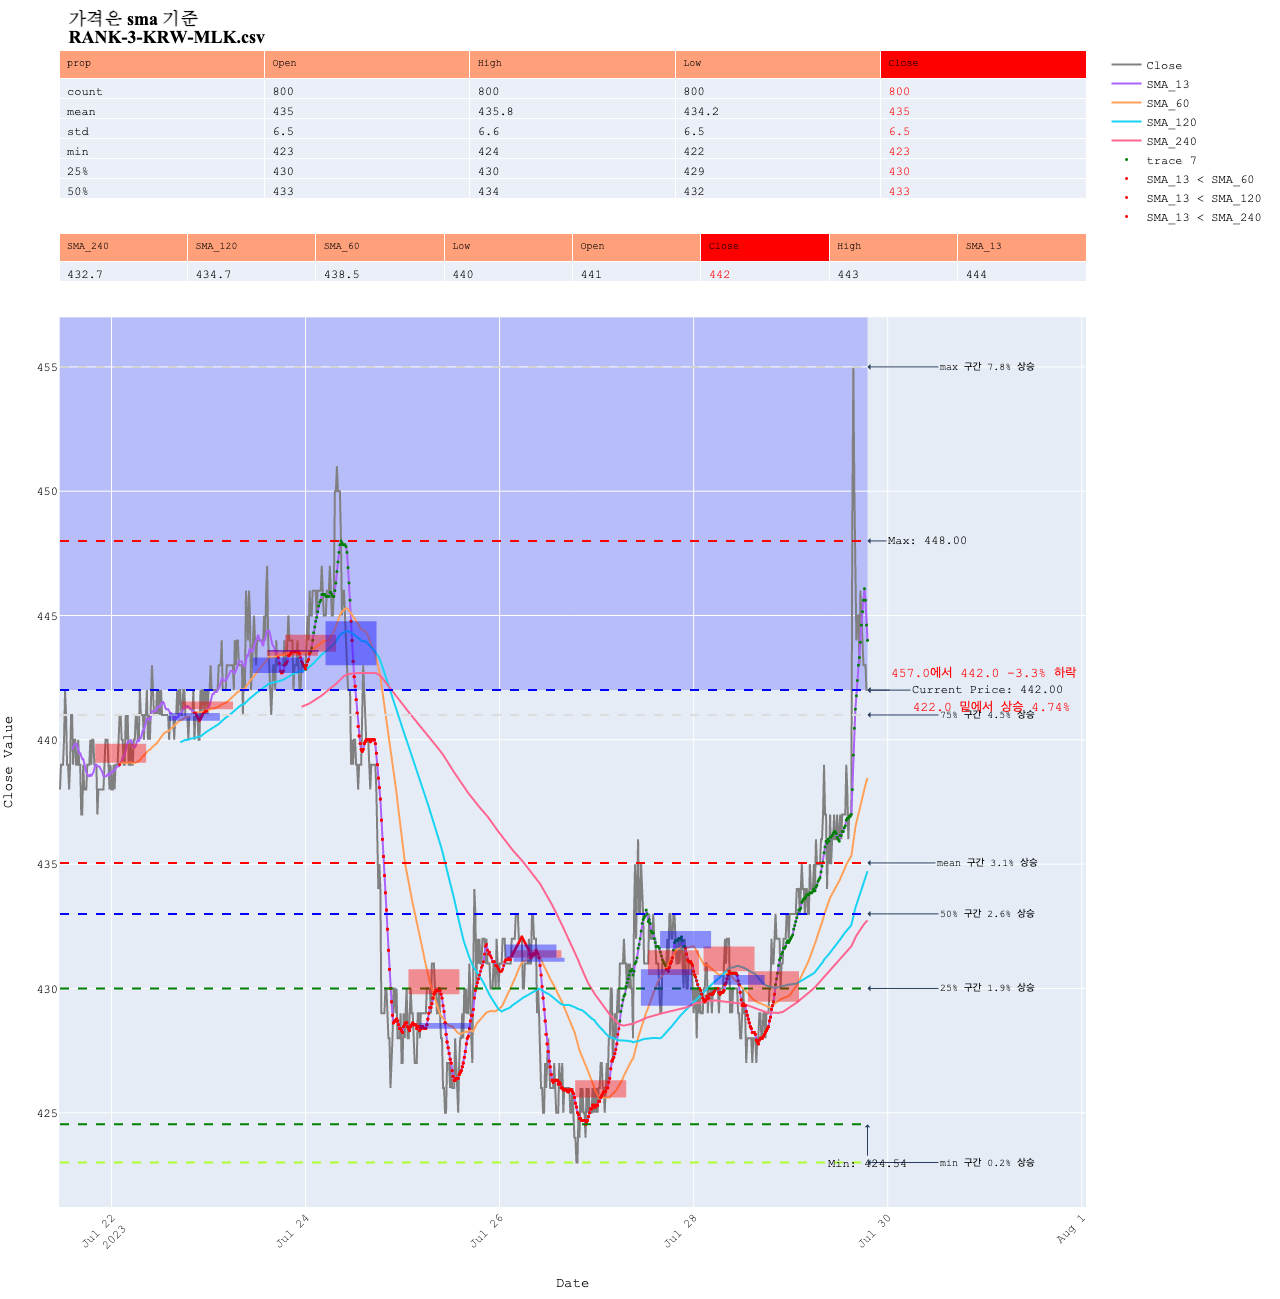 가격은 sma 기준
RANK-3-KRW-MLK.csv
prop Open High Low Close
count 800 800 800 800
mean 435 435.8 434.2 435
std 6.5 6.6 6.5 6.5
min 423 424 422 423
25% 430 430 429 430
50% 433 434 432 433
SMA_240 SMA_120 SMA_60 Low Open Close High SMA_13
432.7 434.7 438.5 440 441 442 443 444
Close
SMA_13
SMA_60
SMA_120
SMA_240
trace 7
SMA_13 < SMA_60
SMA_13 < SMA_120
SMA_13 < SMA_240
455
450
445
440
435
430
425
Close Value
max 구간 7.8% 상승
Max: 448.00
457.0에서 442.0 -3.3% 하락
Current Price: 442.00
422.0 밑에서 상승 4.74%
75% 구간 4.5% 상승
mean 구간 3.1% 상승
50% 구간 2.6% 상승
25% 구간 1.9% 상승
Min: 424.54
min 구간 0.2% 상승
Jul 22
2023
Jul 24
Jul 26
Jul 28
Jul 30
Aug 1
Date